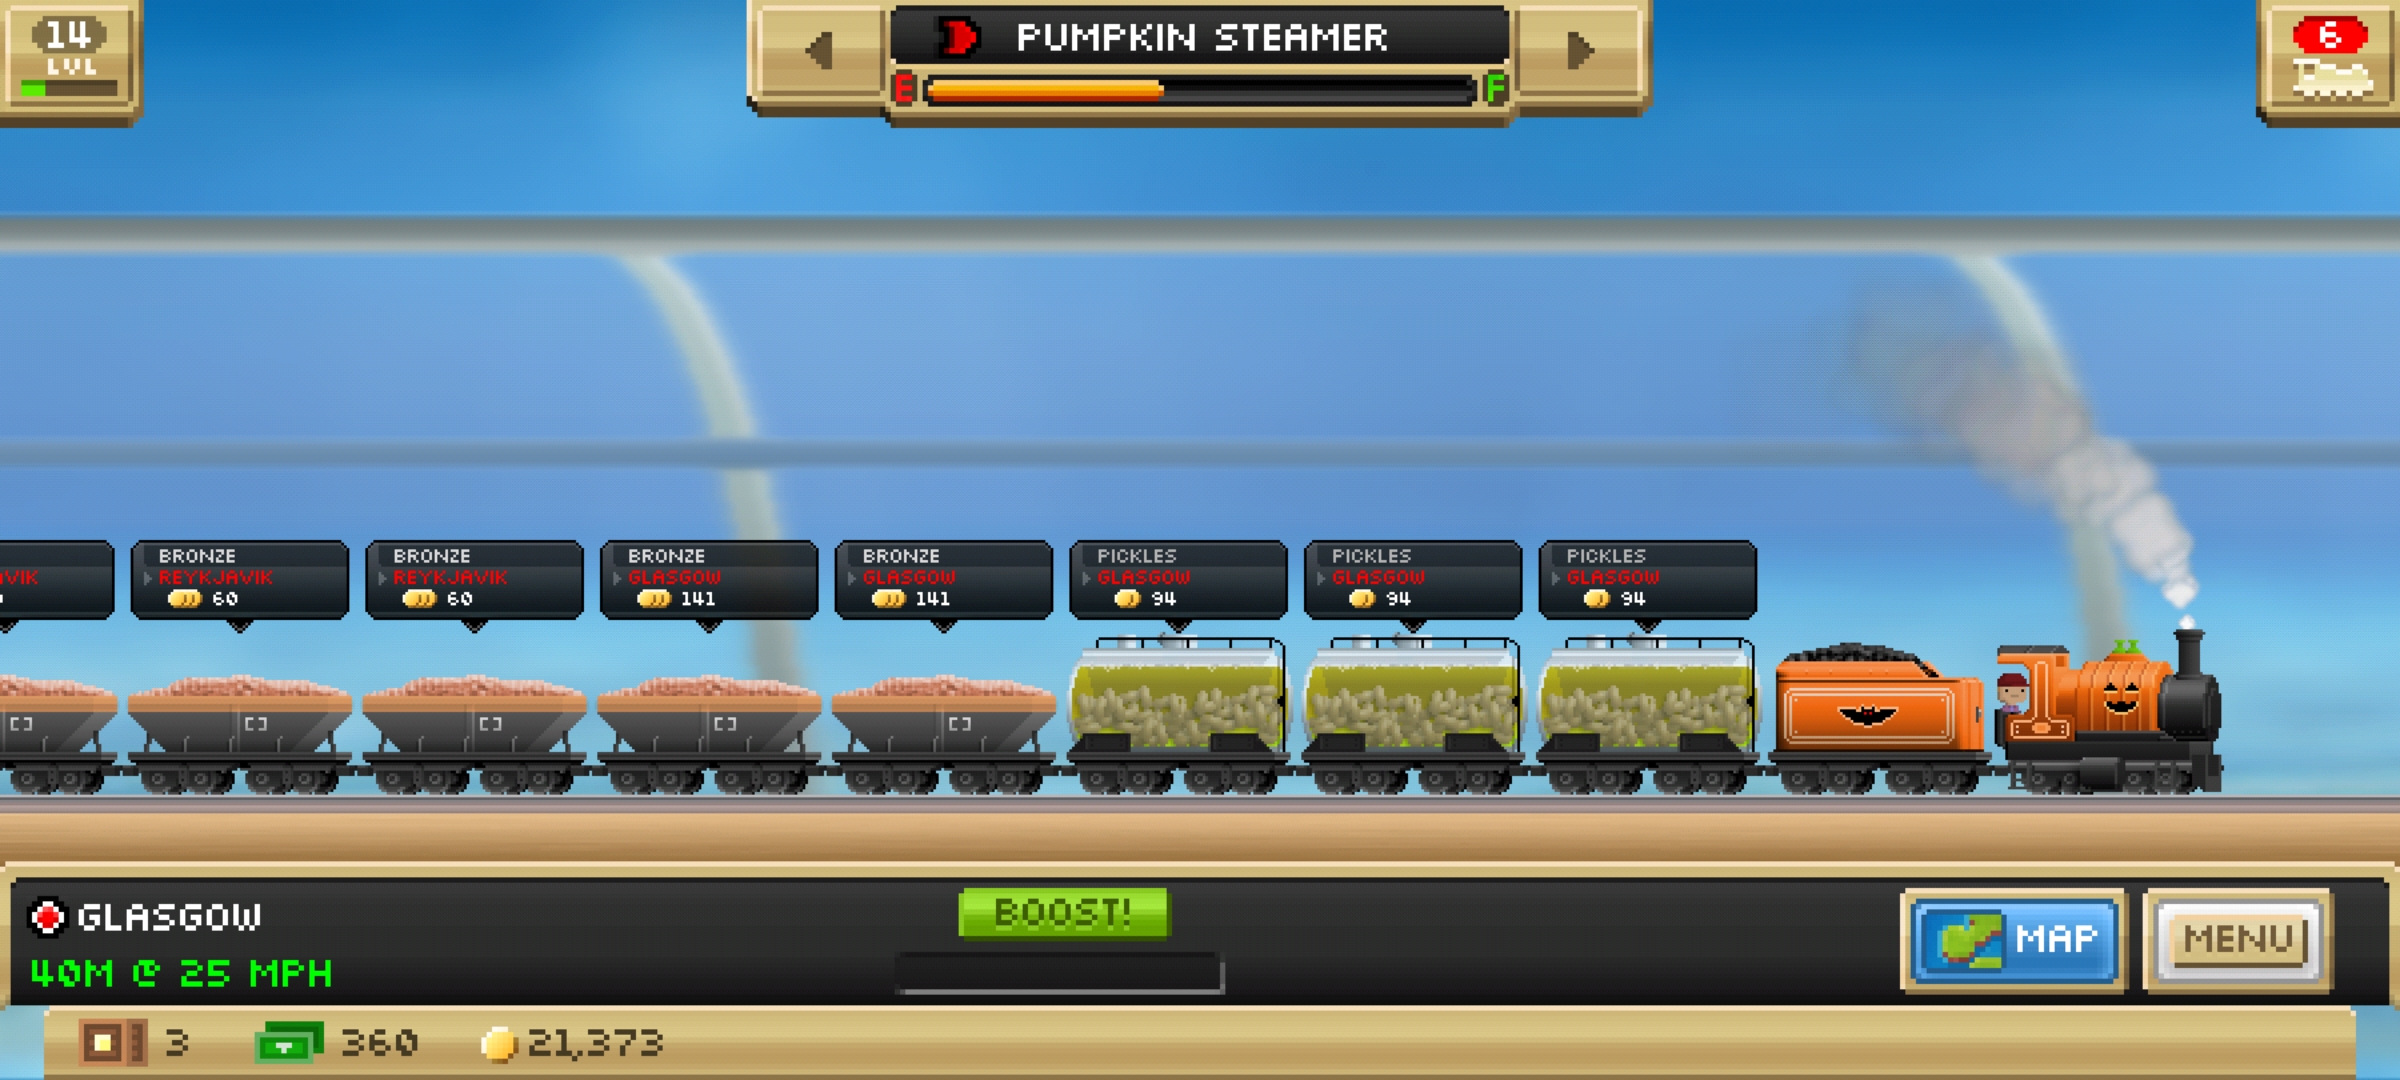 14
LVL
PUMPKIN STEAMER
E F
6
BRONZE
REYKJAVIK
60
BRONZE
REYKJAVIK
60
BRONZE
GLASGOW
141
BRONZE
GLASGOW
141
PICKLES
GLASGOW
94
PICKLES
GLASGOW
94
PICKLES
GLASGOW
94
GLASGOW
40M @ 25 MPH
BOOST!
MAP
MENU
3
360
21,373